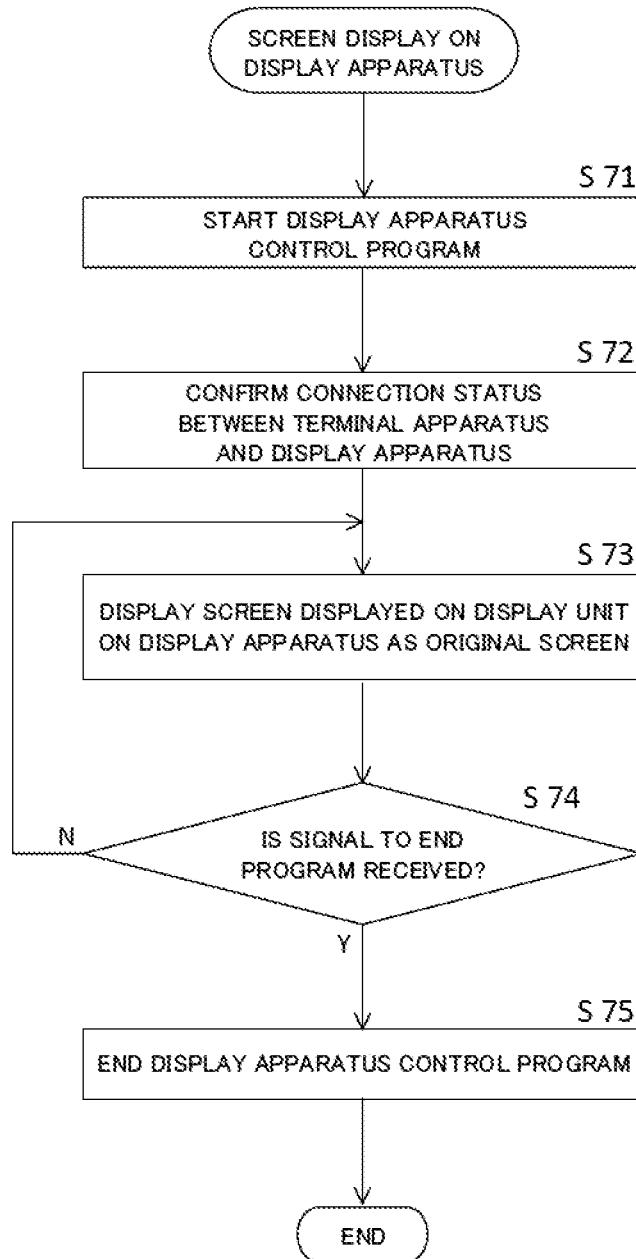 SCREEN DISPLAY ON
DISPLAY APPARATUS
S 71
START DISPLAY APPARATUS
CONTROL PROGRAM
S 72
CONFIRM CONNECTION STATUS
BETWEEN TERMINAL APPARATUS
AND DISPLAY APPARATUS
S 73
DISPLAY SCREEN DISPLAYED ON DISPLAY UNIT
ON DISPLAY APPARATUS AS ORIGINAL SCREEN
S 74
N
IS SIGNAL TO END
PROGRAM RECEIVED?
Y
S 75
END DISPLAY APPARATUS CONTROL PROGRAM
END